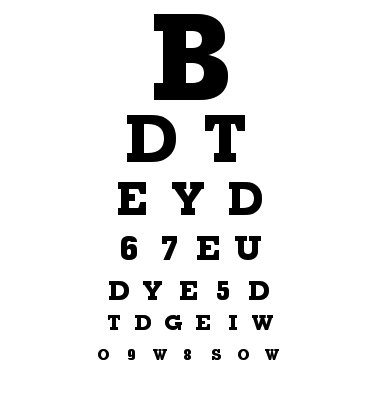 B
D T
E Y D
6 7 E U
D Y E 5 D
T D G E I W
O 9 W 8 S O W